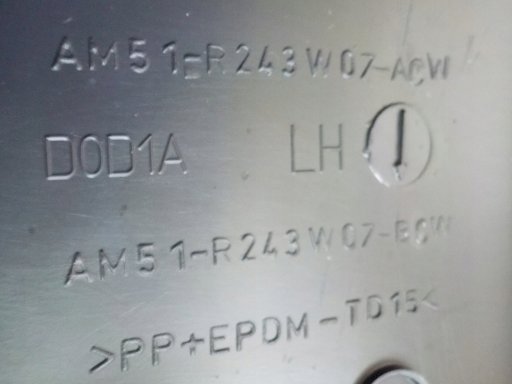 AM51-R243W07-ACW
D0D1A LH
AM51-R243W07-BCW
>PP+EPDM-TD15<